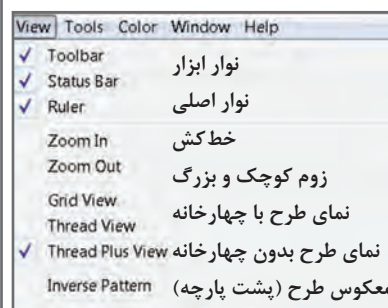 View Tools Color Window Help
Toolbar نوار ابزار
Status Bar نوار اصلی
Ruler خط‌کش
Zoom In
Zoom Out زوم کوچک و بزرگ
Grid View نمای طرح با چهارخانه
Thread View
Thread Plus View نمای طرح بدون چهارخانه
Inverse Pattern معکوس طرح (پشت پارچه)